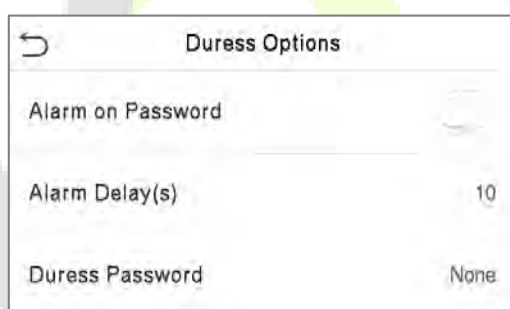 Duress Options
Alarm on Password
Alarm Delay(s) 10
Duress Password None